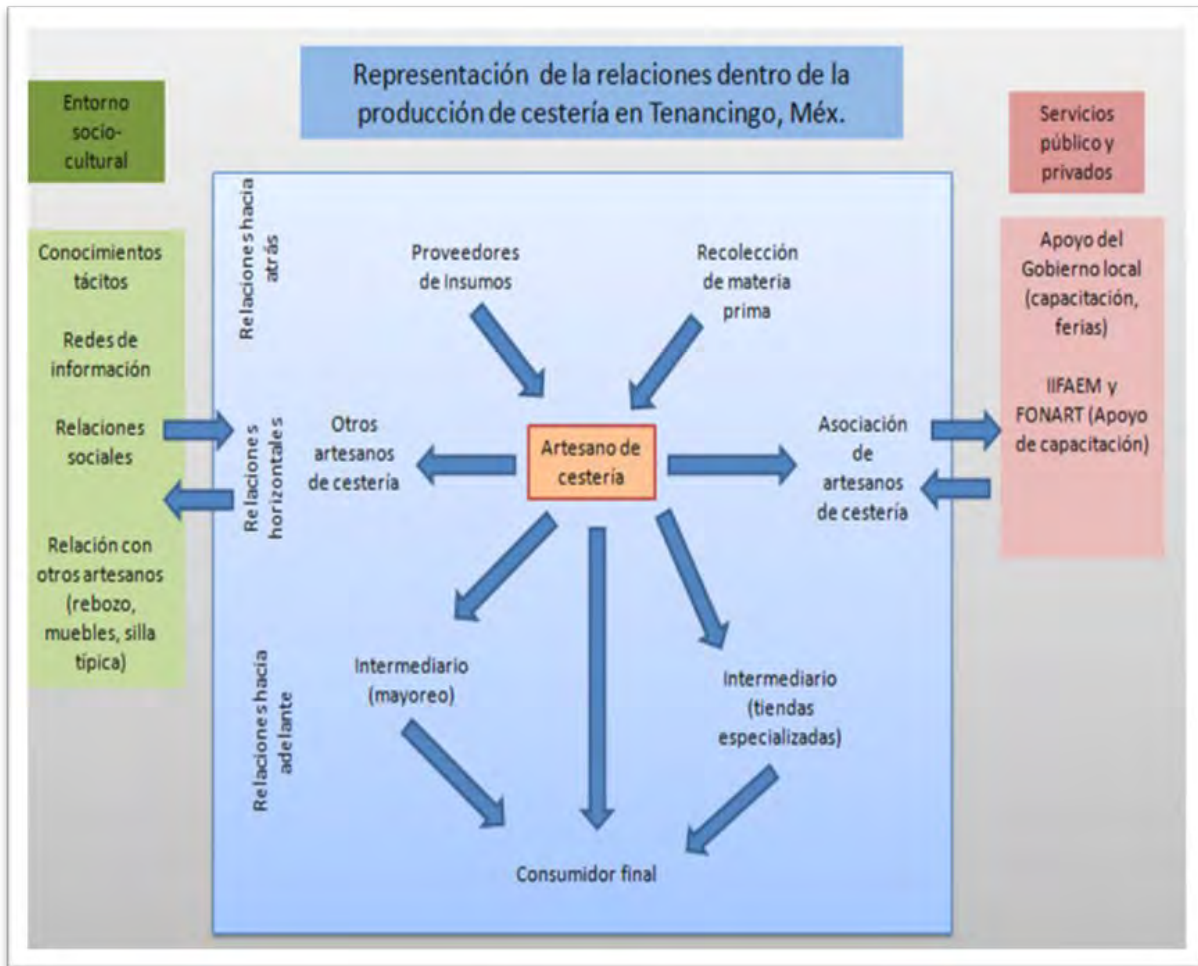 Representación de la relaciones dentro de la
producción de cestería en Tenancingo, Méx.
Entorno
socio-
cultural
Conocimientos
tácitos
Redes de
información
Relaciones
sociales
Relación con
otros artesanos
(rebozo,
muebles, silla
típica)
Relaciones hacia
atrás
Proveedores
de Insumos
Recolección
de materia
prima
Relaciones
horizontales
Otros
artesanos
de cestería
Artesano de
cestería
Asociación
de
artesanos
de cestería
Relaciones hacia
adelante
Intermediario
(mayoreo)
Intermediario
(tiendas
especializadas)
Consumidor final
Servicios
público y
privados
Apoyo del
Gobierno local
(capacitación,
ferias)
IIFAEM y
FONART (Apoyo
de capacitación)